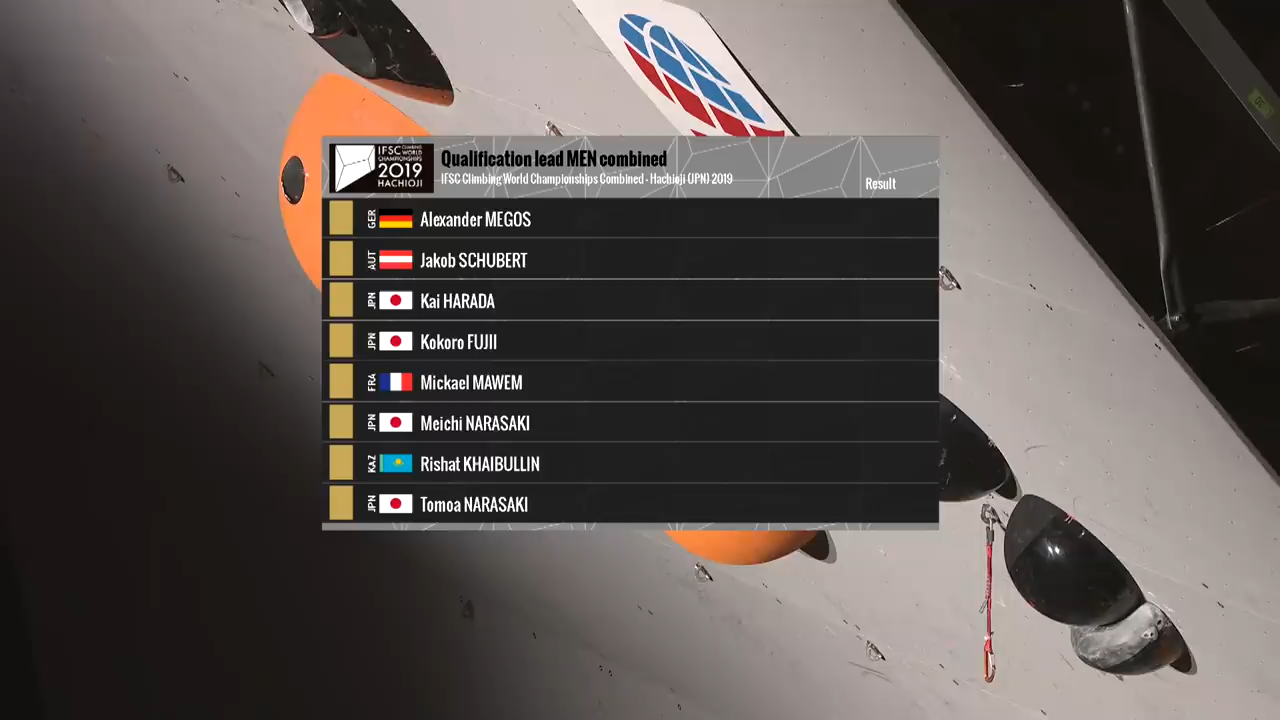 IFSC CLIMBING
WORLD
CHAMPIONSHIPS
2019
HACHIOJI
Qualification lead MEN combined
IFSC Climbing World Championships Combined - Hachioji (JPN) 2019
Result
GER Alexander MEGOS
AUT Jakob SCHUBERT
JPN Kai HARADA
JPN Kokoro FUJII
FRA Mickael MAWEM
JPN Meichi NARASAKI
KAZ Rishat KHAIBULLIN
JPN Tomoa NARASAKI